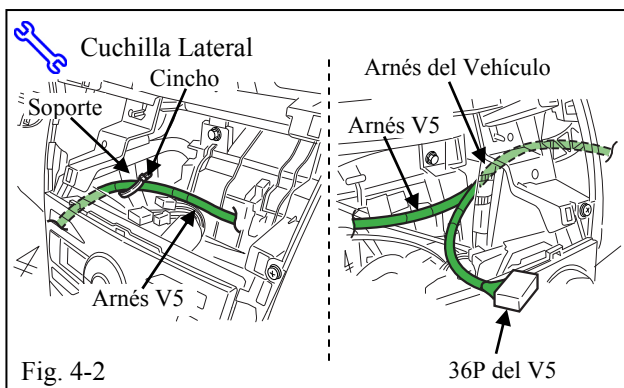 Cuchilla Lateral
Cincho
Soporte
Arnés V5
Arnés del Vehículo
Arnés V5
36P del V5
Fig. 4-2